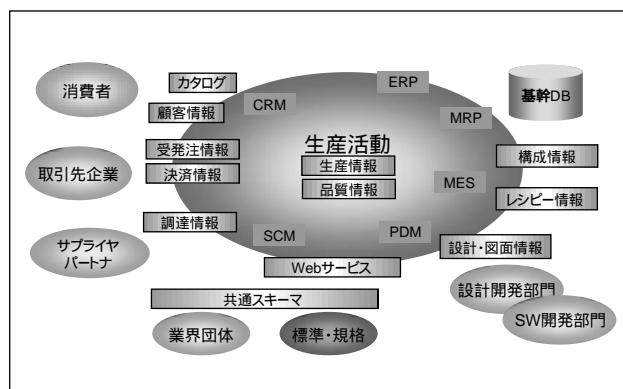 消費者
カタログ
顧客情報
CRM
ERP
MRP
基幹DB
生産活動
生産情報
品質情報
受発注情報
決済情報
取引先企業
構成情報
MES
レシピー情報
調達情報
SCM
PDM
設計・図面情報
サプライヤ
パートナ
Webサービス
設計開発部門
SW開発部門
共通スキーマ
業界団体
標準・規格